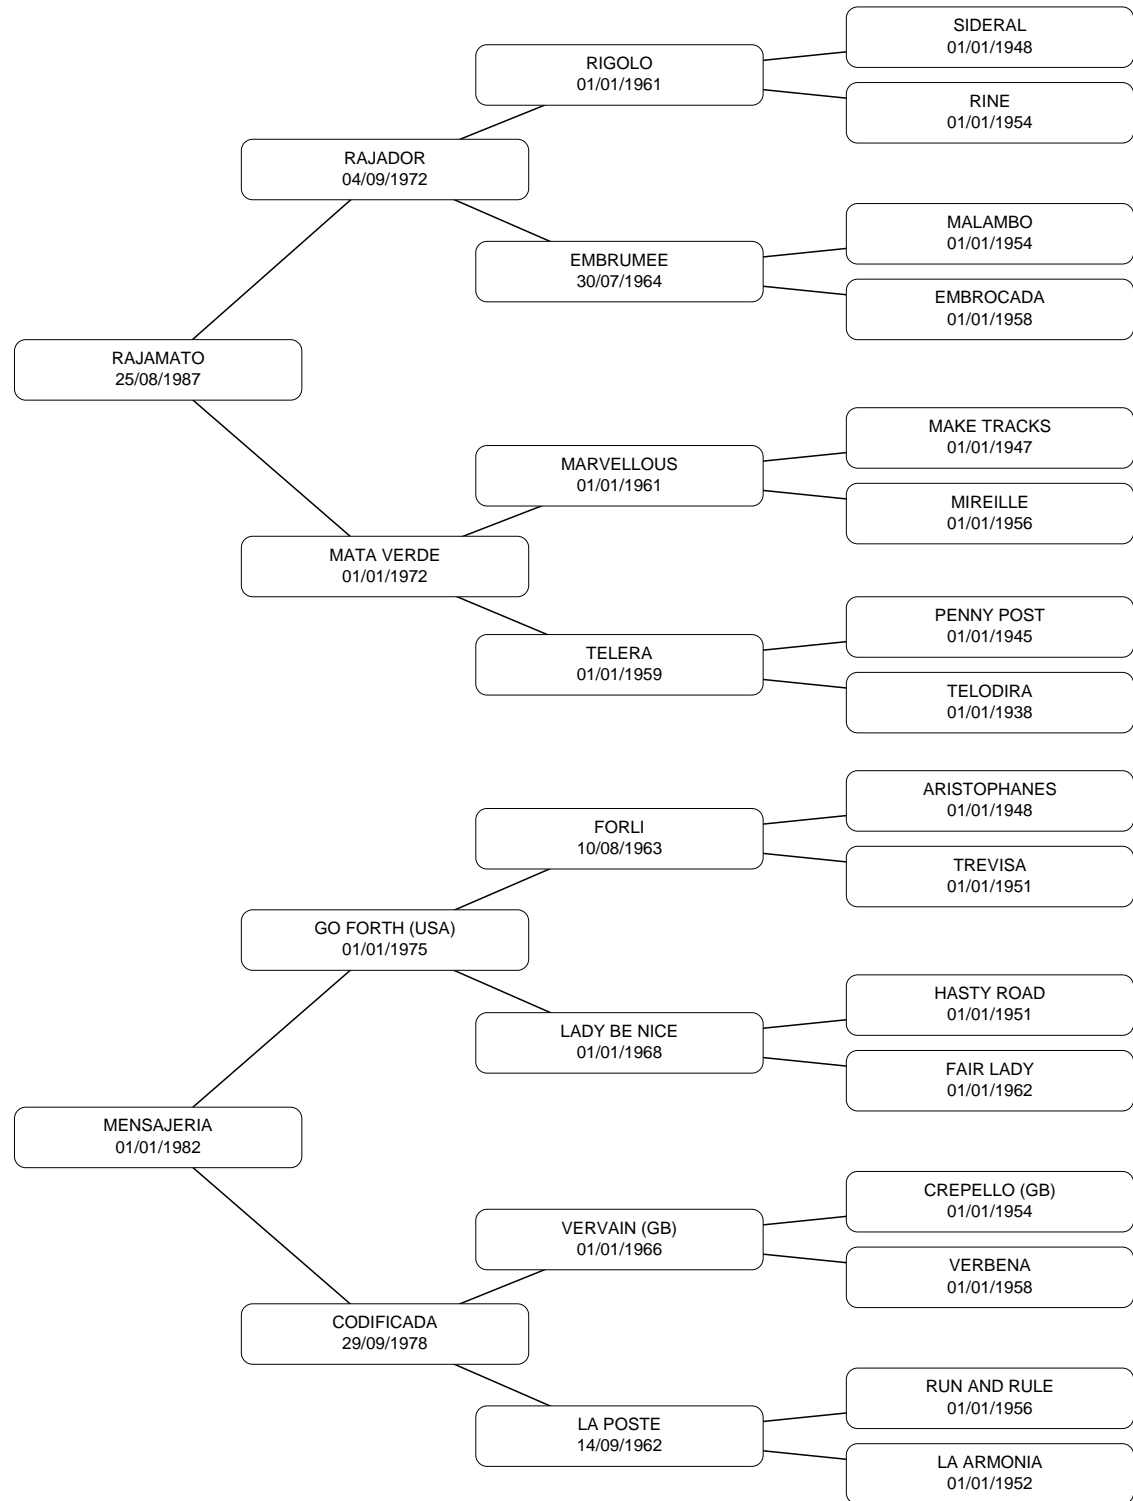 SIDERAL
01/01/1948
RIGOLO
01/01/1961
RINE
01/01/1954
RAJADOR
04/09/1972
MALAMBO
01/01/1954
EMBRUMEE
30/07/1964
EMBROCADA
01/01/1958
RAJAMATO
25/08/1987
MAKE TRACKS
01/01/1947
MARVELLOUS
01/01/1961
MIREILLE
01/01/1956
MATA VERDE
01/01/1972
PENNY POST
01/01/1945
TELERA
01/01/1959
TELODIRA
01/01/1938
ARISTOPHANES
01/01/1948
FORLI
10/08/1963
TREVISA
01/01/1951
GO FORTH (USA)
01/01/1975
HASTY ROAD
01/01/1951
LADY BE NICE
01/01/1968
FAIR LADY
01/01/1962
MENSAJERIA
01/01/1982
CREPELLO (GB)
01/01/1954
VERVAIN (GB)
01/01/1966
VERBENA
01/01/1958
CODIFICADA
29/09/1978
RUN AND RULE
01/01/1956
LA POSTE
14/09/1962
LA ARMONIA
01/01/1952